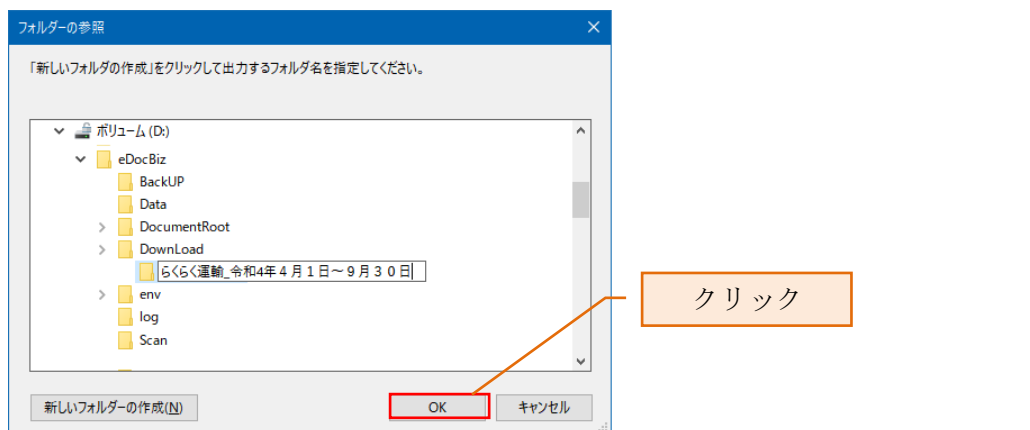 フォルダーの参照
「新しいフォルダの作成」をクリックして出力するフォルダ名を指定してください。
ボリューム (D:)
eDocBiz
BackUP
Data
DocumentRoot
DownLoad
らくらく運輸_令和4年４月１日～９月３０日
env
log
Scan
クリック
新しいフォルダーの作成(N)
OK
キャンセル